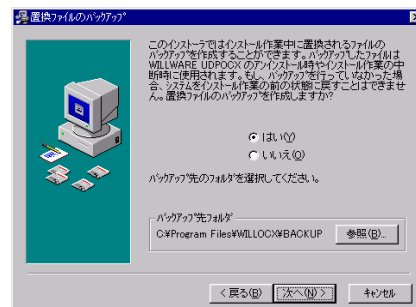 置換ファイルのバックアップ
このインストーラではインストール作業中に置換されるファイルの
バックアップを作成することができます。バックアップしたファイルは
WILLWARE UDPOCXのアンインストール時やインストール作業の中
断時に使用されます。もし、バックアップを行っていなかった場
合、システムをインストール作業の前の状態に戻すことはできませ
ん。置換ファイルのバックアップを作成しますか?
はい(Y)
いいえ(O)
バックアップ先のフォルダを選択してください。
バックアップ先フォルダ
C:¥Program Files¥WILLOCX¥BACKUP
参照(B)...
< 戻る(B)
次へ(N) >
キャンセル